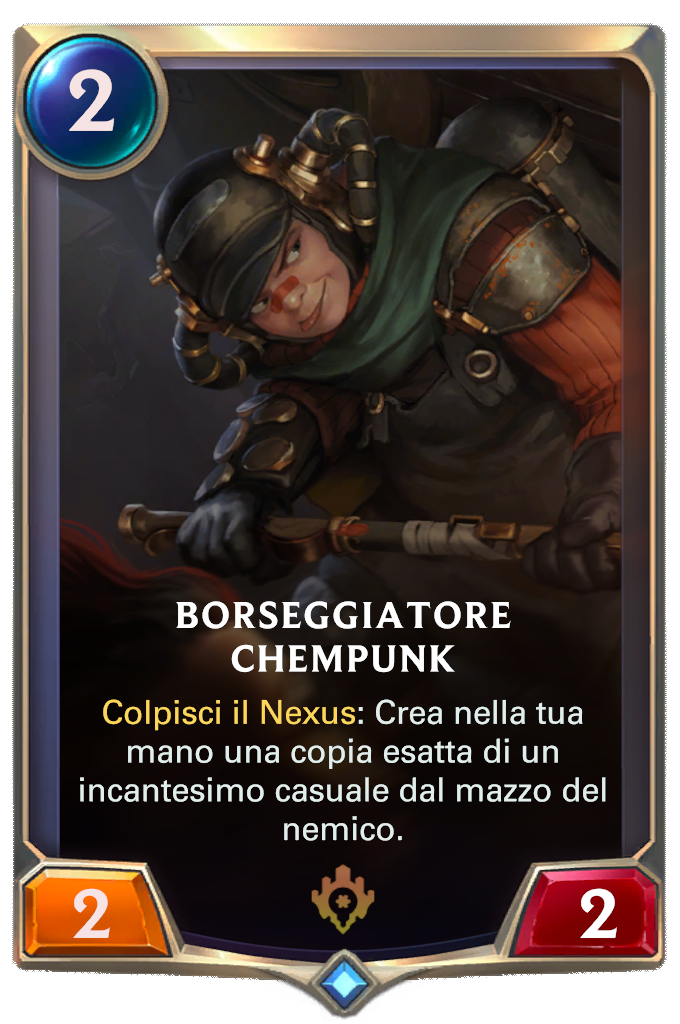 2
BORSEGGIATORE
CHEMPUNK
Colpisci il Nexus: Crea nella tua
mano una copia esatta di un
incantesimo casuale dal mazzo del
nemico.
2
2